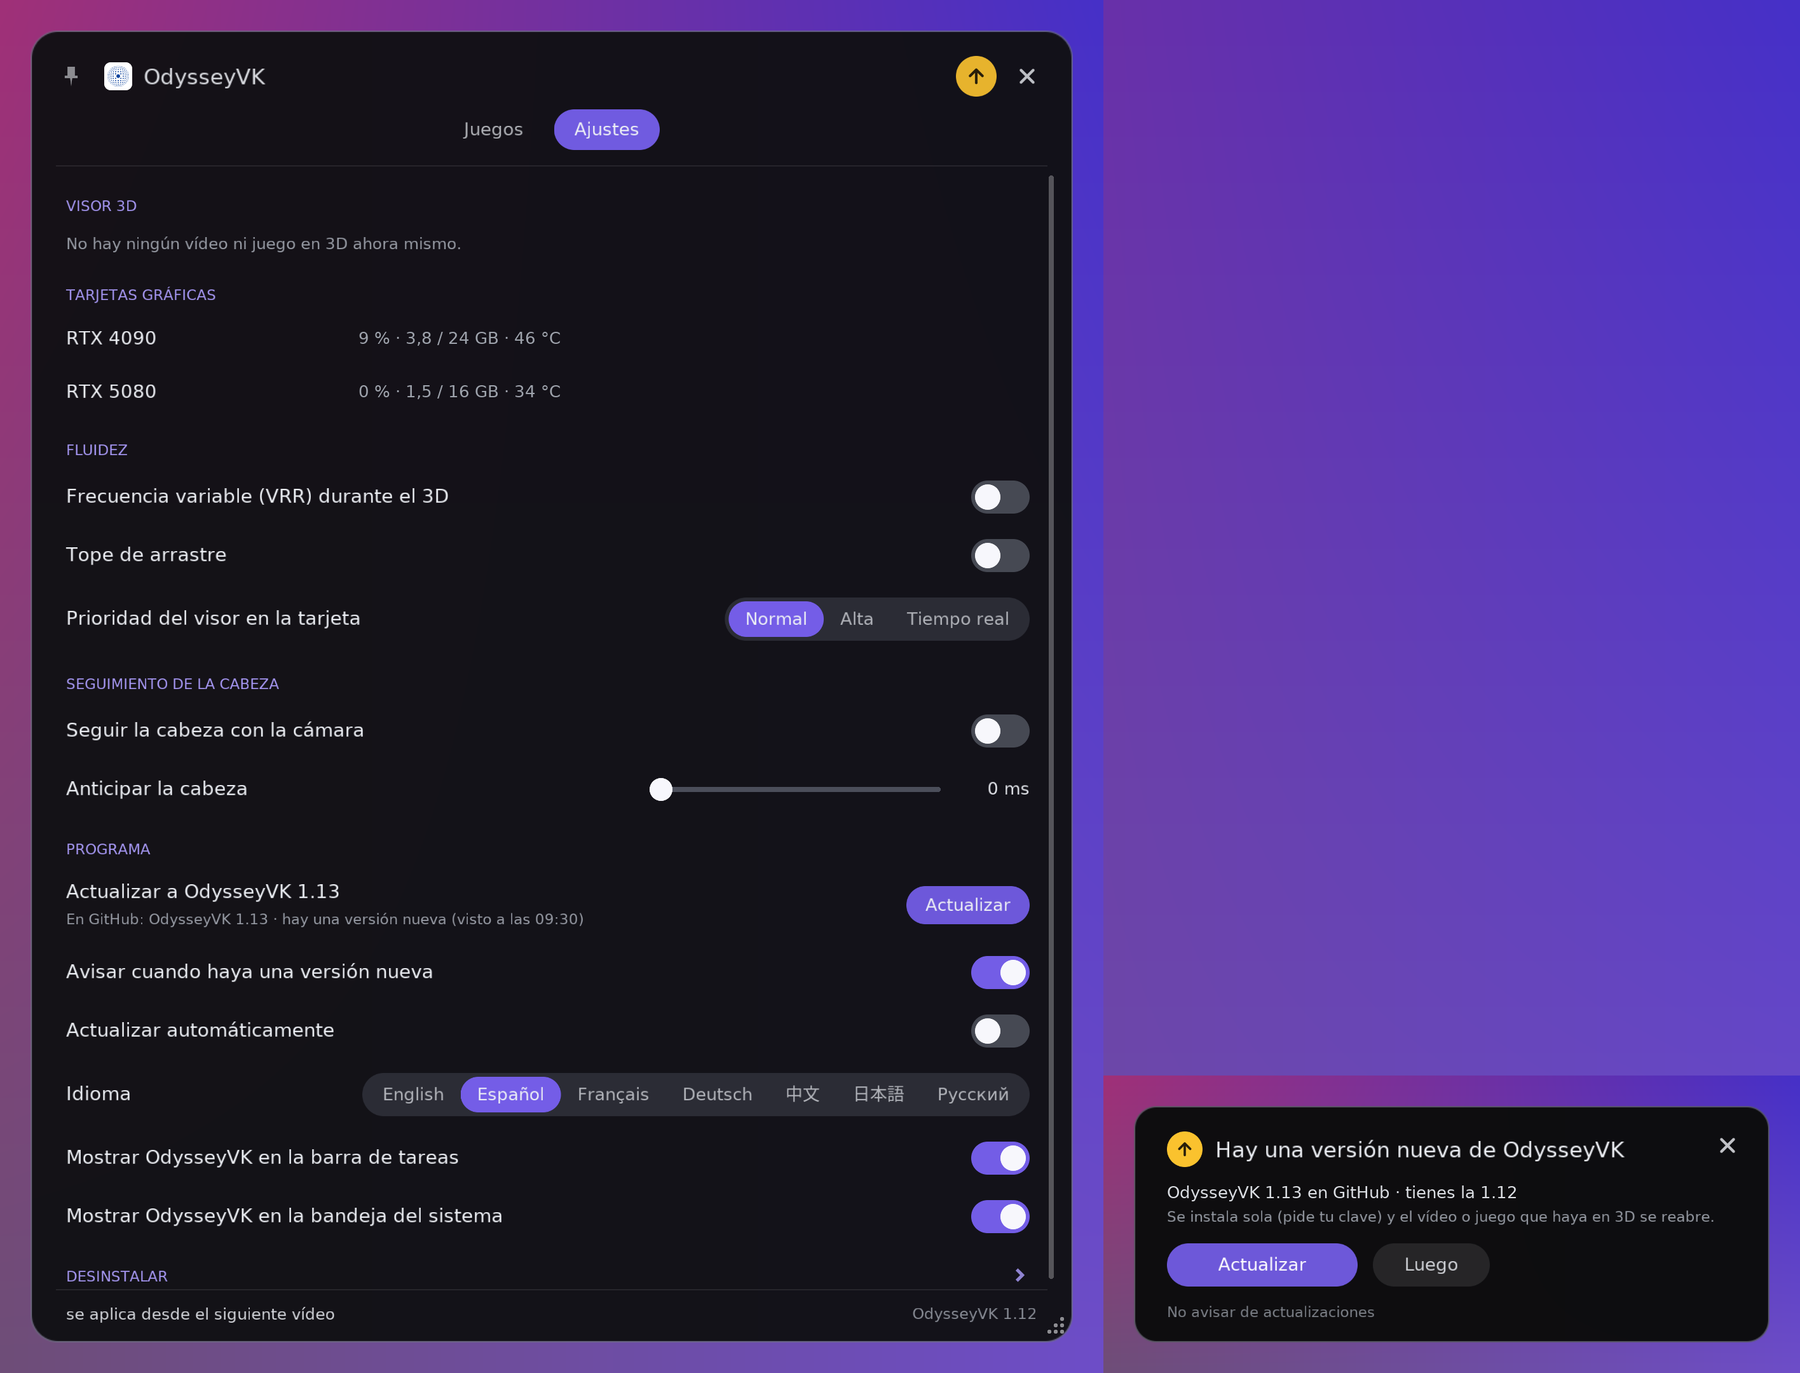 OdysseyVK
Juegos Ajustes
VISOR 3D
No hay ningún vídeo ni juego en 3D ahora mismo.
TARJETAS GRÁFICAS
RTX 4090 9 % · 3,8 / 24 GB · 46 °C
RTX 5080 0 % · 1,5 / 16 GB · 34 °C
FLUIDEZ
Frecuencia variable (VRR) durante el 3D
Tope de arrastre
Prioridad del visor en la tarjeta Normal Alta Tiempo real
SEGUIMIENTO DE LA CABEZA
Seguir la cabeza con la cámara
Anticipar la cabeza 0 ms
PROGRAMA
Actualizar a OdysseyVK 1.13
En GitHub: OdysseyVK 1.13 · hay una versión nueva (visto a las 09:30)
Actualizar
Avisar cuando haya una versión nueva
Actualizar automáticamente
Idioma English Español Français Deutsch 中文 日本語 Русский
Mostrar OdysseyVK en la barra de tareas
Mostrar OdysseyVK en la bandeja del sistema
DESINSTALAR
se aplica desde el siguiente vídeo OdysseyVK 1.12
Hay una versión nueva de OdysseyVK
OdysseyVK 1.13 en GitHub · tienes la 1.12
Se instala sola (pide tu clave) y el vídeo o juego que haya en 3D se reabre.
Actualizar Luego
No avisar de actualizaciones